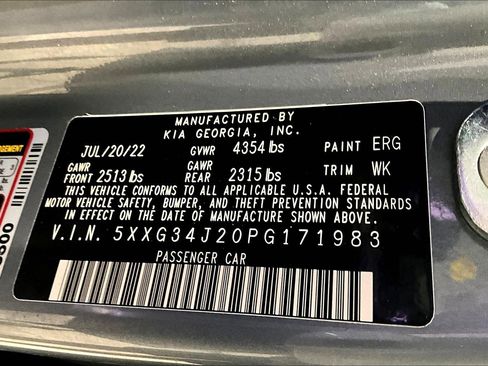 MANUFACTURED BY
KIA GEORGIA, INC.
JUL/20/22 GVWR 4354 lbs PAINT ERG
GAWR FRONT 2513 lbs GAWR REAR 2315 lbs TRIM WK
THIS VEHICLE CONFORMS TO ALL APPLICABLE U.S.A. FEDERAL
MOTOR VEHICLE SAFETY, BUMPER, AND THEFT PREVENTION STANDARDS
IN EFFECT ON THE DATE OF MANUFACTURE SHOWN ABOVE.
V.I.N. 5XXG34J20PG171983
PASSENGER CAR